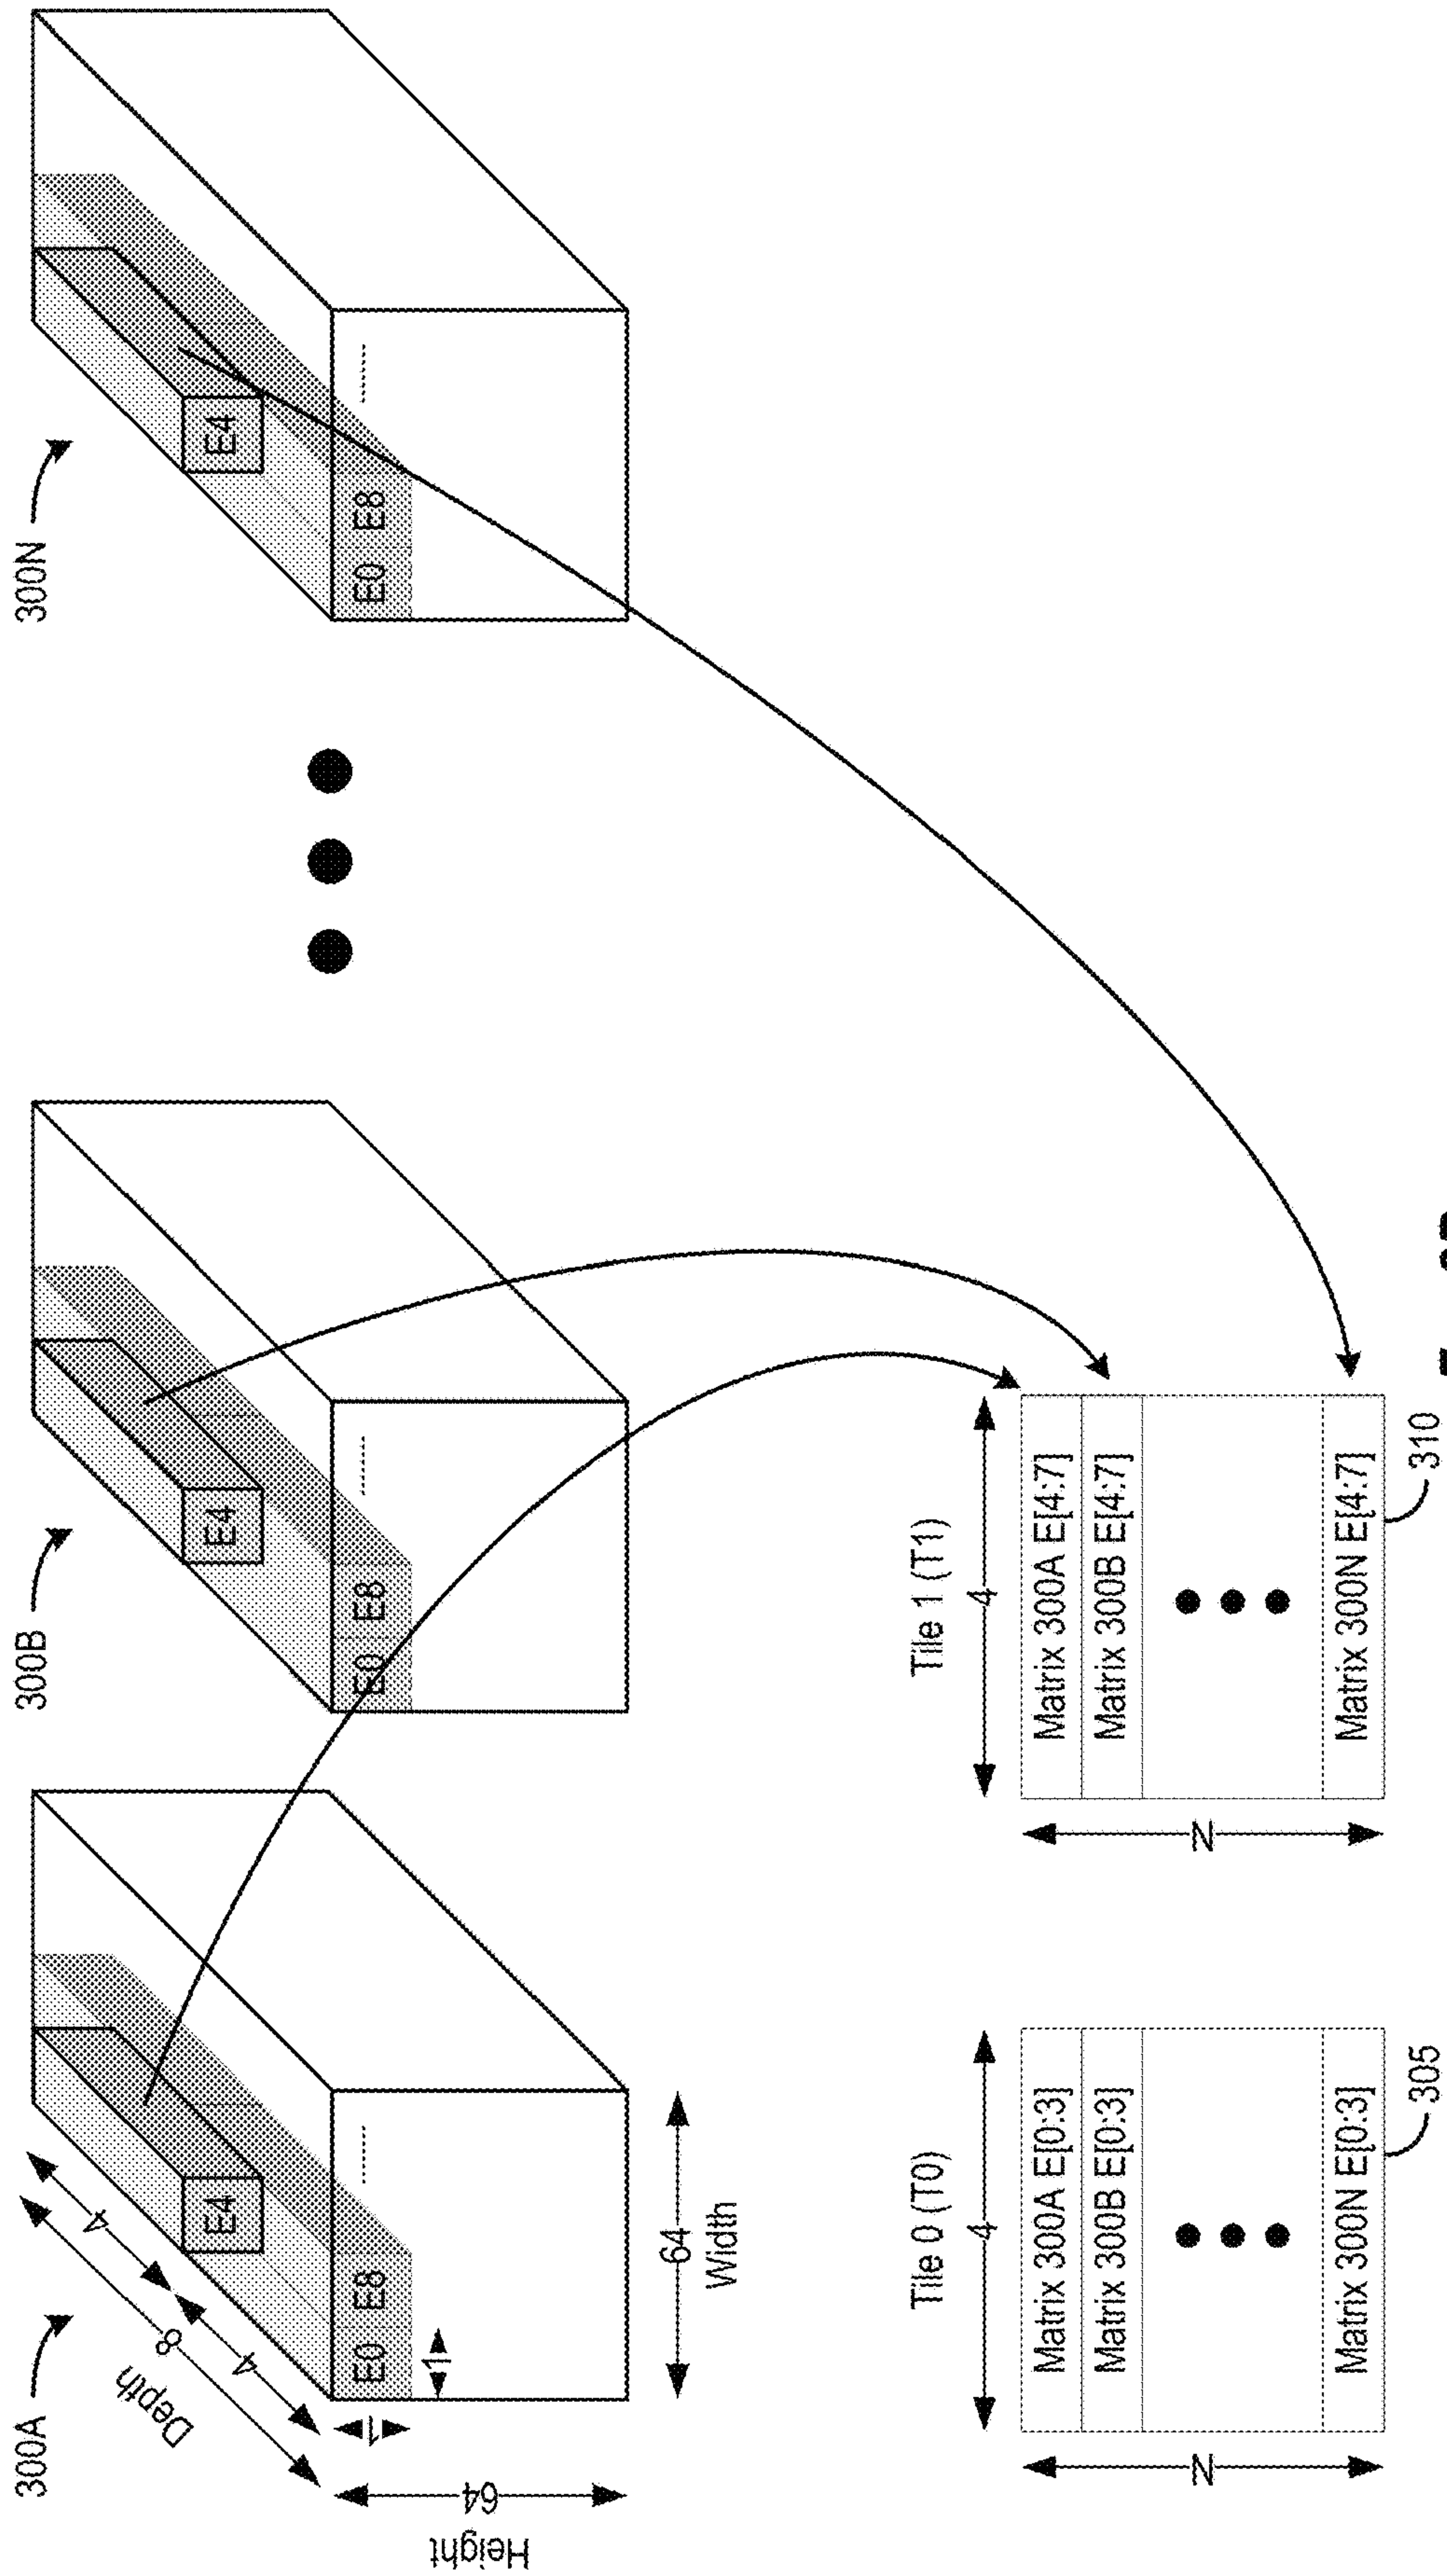 300A
300B
300N
Depth
8
4
4
E4
E4
E4
E0 E8
E0 E8
E0 E8
1
1
64
Height
64
Width
Tile 0 (T0)
4
N
Matrix 300A E[0:3]
Matrix 300B E[0:3]
Matrix 300N E[0:3]
305
Tile 1 (T1)
4
N
Matrix 300A E[4:7]
Matrix 300B E[4:7]
Matrix 300N E[4:7]
310